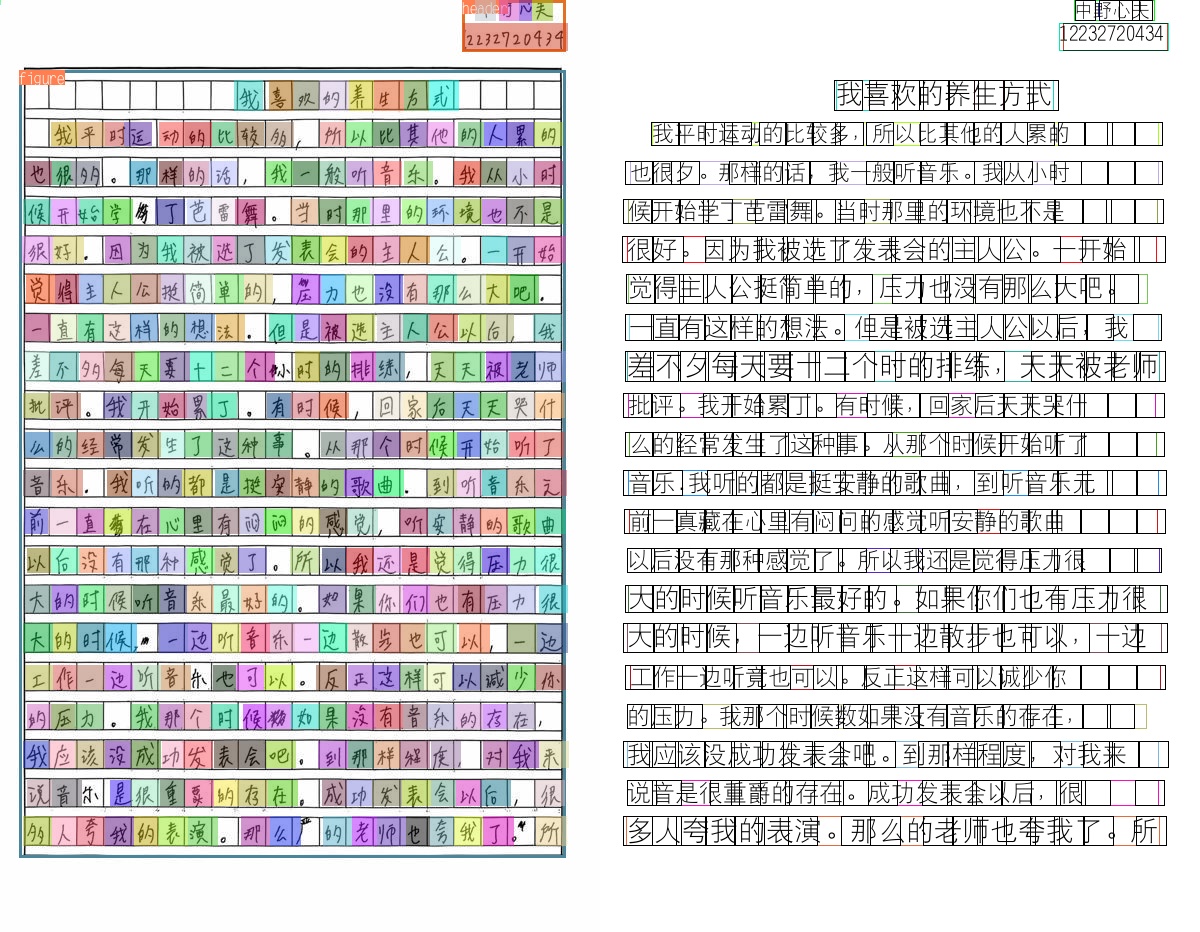 header
12232720434
figure
我喜欢的养生方式
我平时运动的比较多，所以比其他的人累的
也很多。那样的话，我一般听音乐。我从小时
候开始学了芭蕾舞。当时那里的环境也不是
很好。因为我被选了发表会的主人公。一开始
觉得主人公挺简单的，压力也没有那么大吧。
一直有这样的想法。但是被选主人公以后，我
差不多每天要十二个小时的排练，天天被老师
批评。我开始累了。有时候，回家后天天哭什
么的经常发生了这种事。从那个时候开始听了
音乐。我听的都是挺安静的歌曲。到听音乐之
前一直藏在心里有闷闷的感觉，听安静的歌曲
以后没有那种感觉了。所以我还是觉得压力很
大的时候听音乐最好的。如果你们也有压力很
大的时候，一边听音乐一边散步也可以，一边
工作一边听音乐也可以。反正这样可以减少你
的压力。我那个时候如果没有音乐的存在，
我应该没成功发表会吧。到那样程度，对我来
说音乐是很重要的存在。成功发表会以后，很
多人夸我的表演。那么严的老师也夸我了。所
中野心美
12232720434
我喜欢的养生方式
我平时运动的比较多，所以比其他的人累的
也很夕。那样的话，我一般听音乐。我从小时
候开始学了芭雷舞。当时那里的环境也不是
很好。因为我被选了发表会的主人公。一开始
觉得主人公挺简单的，压力也没有那么大吧。
一直有这样的想法。但是被选主人公以后，我
差不夕每天要十二个时的排练，天天被老师
批评。我开始累了。有时候，回家后天天哭什
么的经常发生了这种事。从那个时候开始听了
音乐.我听的都是挺安静的歌曲，到听音乐无
前一真藏在心里有闷问的感觉听安静的歌曲
以后没有那种感觉了。所以我还是觉得压力很
大的时候听音乐最好的。如果你们也有压力很
大的时候，一边听音乐一边散步也可以，一边
工作一边听竟也可以。反正这样可以诚少你
的压力。我那个时候数如果没有音乐的存在，
我应该没成功发表会吧。到那样程度，对我来
说音是很重爵的存在。成功发表会以后，很
多人夸我的表演。那么的老师也夸我了。所